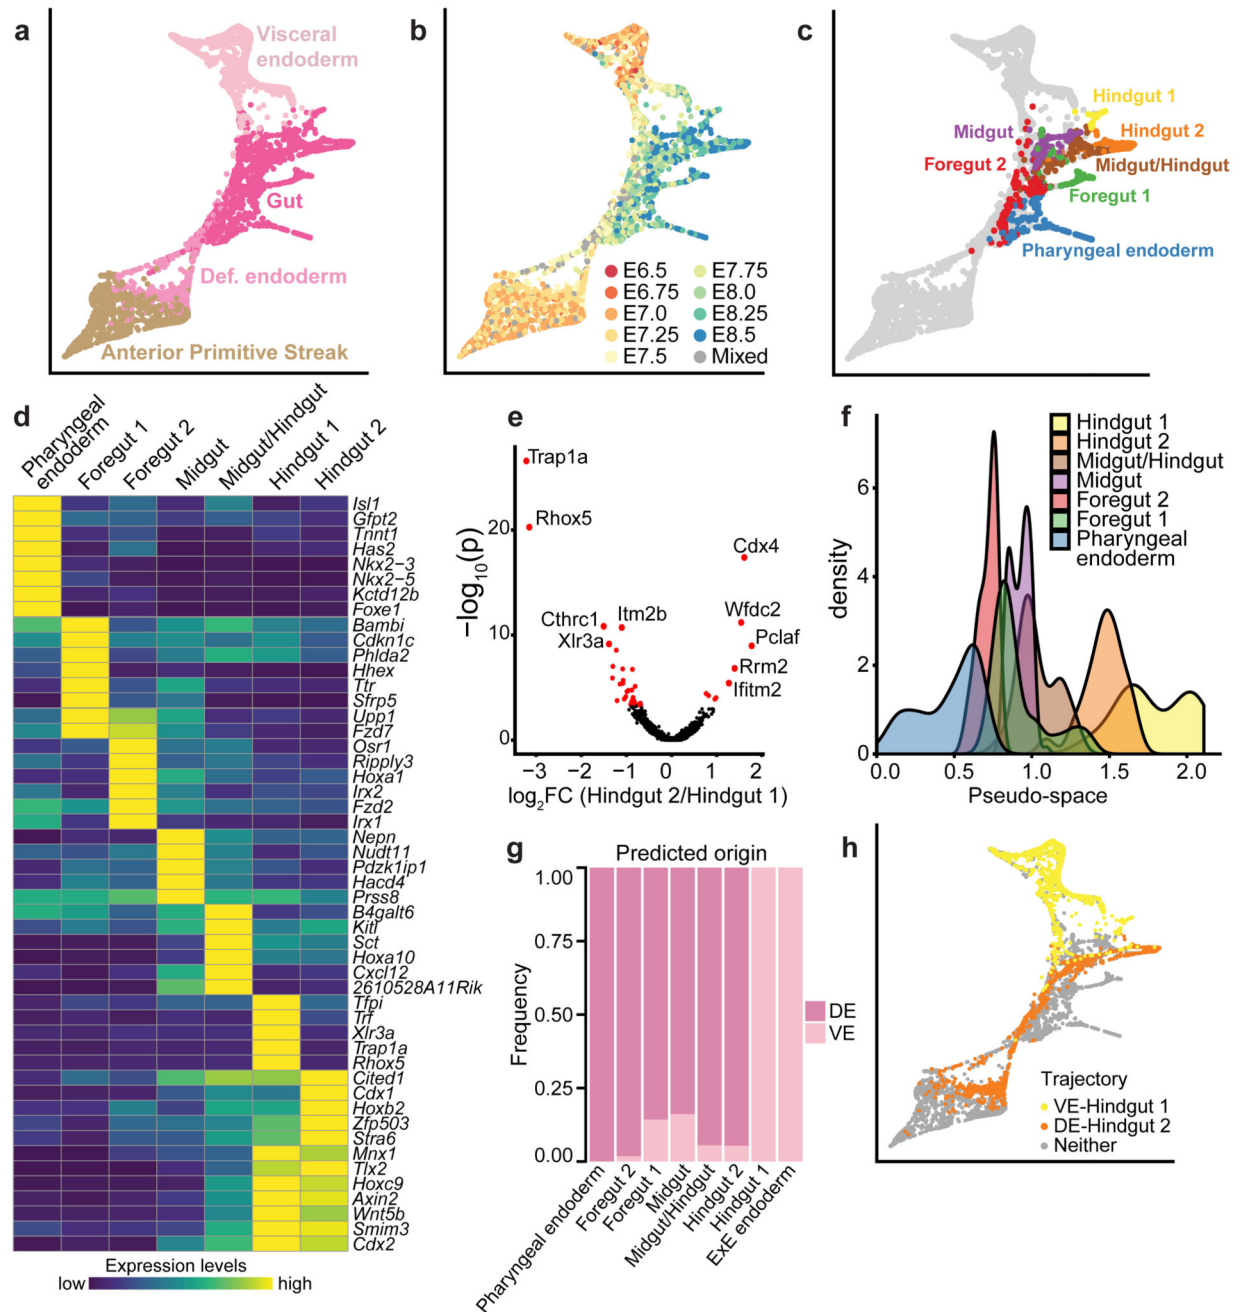 a
Visceral
endoderm
Gut
Def. endoderm
Anterior Primitive Streak
b
E6.5
E6.75
E7.0
E7.25
E7.5
E7.75
E8.0
E8.25
E8.5
Mixed
c
Hindgut 1
Midgut
Hindgut 2
Foregut 2
Midgut/Hindgut
Foregut 1
Pharyngeal endoderm
d
Pharyngeal
endoderm
Foregut 1
Foregut 2
Midgut
Midgut/Hindgut
Hindgut 1
Hindgut 2
Isl1
Gfpt2
Tnnt1
Has2
Nkx2−3
Nkx2−5
Kctd12b
Foxe1
Bambi
Cdkn1c
Phlda2
Hhex
Ttr
Sfrp5
Upp1
Fzd7
Osr1
Ripply3
Hoxa1
Irx2
Fzd2
Irx1
Nepn
Nudt11
Pdzk1ip1
Hacd4
Prss8
B4galt6
Kitl
Sct
Hoxa10
Cxcl12
2610528A11Rik
Tfpi
Trf
Xlr3a
Trap1a
Rhox5
Cited1
Cdx1
Hoxb2
Zfp503
Stra6
Mnx1
Tlx2
Hoxc9
Axin2
Wnt5b
Smim3
Cdx2
Expression levels
low
high
e
Trap1a
Rhox5
Cdx4
Cthrc1
Itm2b
Xlr3a
Wfdc2
Pclaf
Rrm2
Ifitm2
−log10(p)
20
10
0
−3 −2 −1 0 1 2
log2FC (Hindgut 2/Hindgut 1)
f
Hindgut 1
Hindgut 2
Midgut/Hindgut
Midgut
Foregut 2
Foregut 1
Pharyngeal
endoderm
density
6
4
2
0
0.0 0.5 1.0 1.5 2.0
Pseudo-space
g
Predicted origin
Frequency
1.00
0.75
0.50
0.25
0.00
DE
VE
Pharyngeal endoderm
Foregut 2
Foregut 1
Midgut
Midgut/Hindgut
Hindgut 2
Hindgut 1
ExE endoderm
h
Trajectory
VE-Hindgut 1
DE-Hindgut 2
Neither